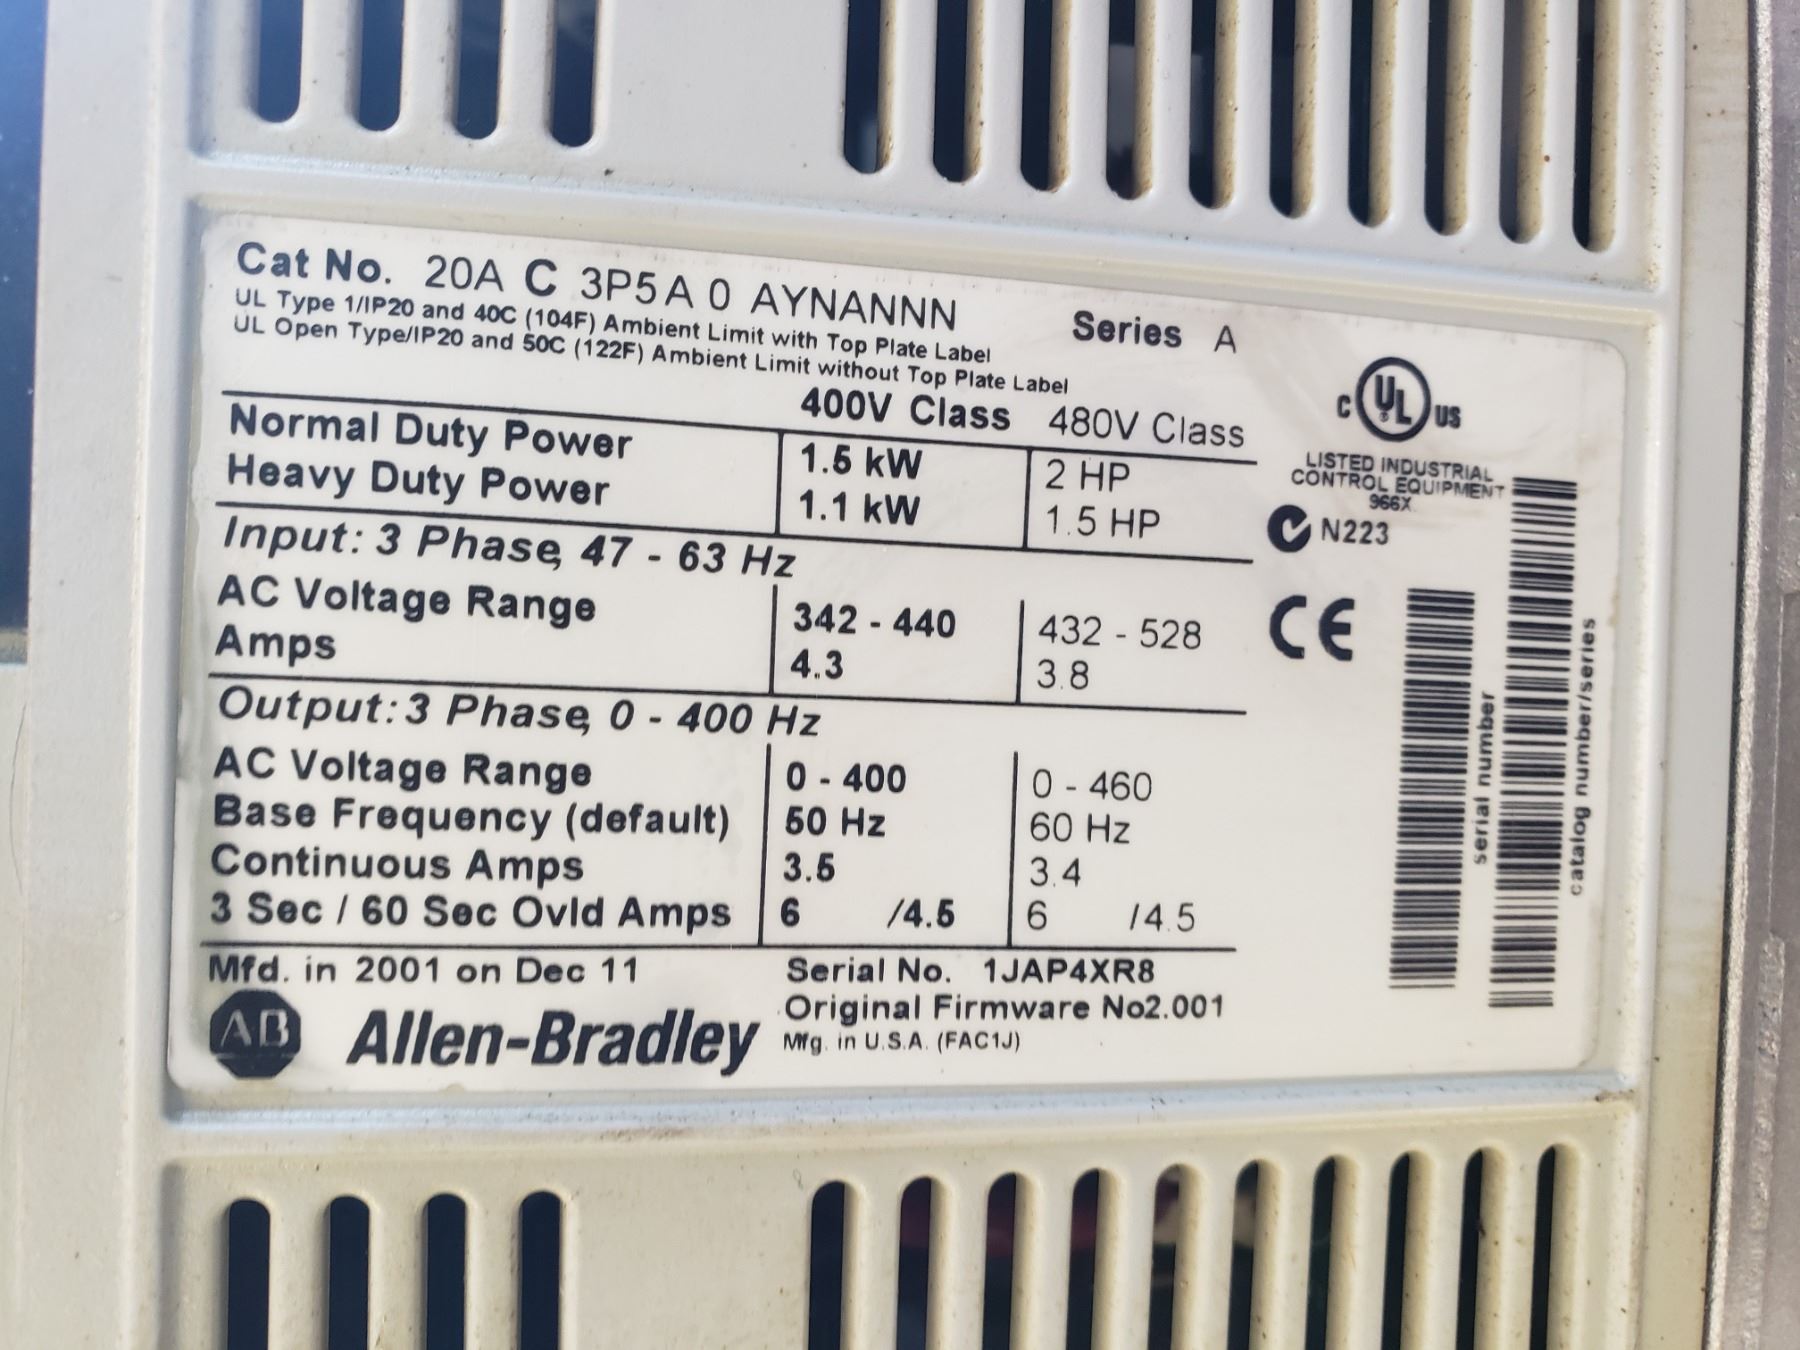 Cat No. 20A C 3P5A 0 AYNANNN Series A
UL Type 1/IP20 and 40C (104F) Ambient Limit with Top Plate Label
UL Open Type/IP20 and 50C (122F) Ambient Limit without Top Plate Label
400V Class 480V Class
Normal Duty Power 1.5 kW 2 HP
Heavy Duty Power 1.1 kW 1.5 HP
Input: 3 Phase, 47 - 63 Hz
AC Voltage Range 342 - 440 432 - 528
Amps 4.3 3.8
Output: 3 Phase, 0 - 400 Hz
AC Voltage Range 0 - 400 0 - 460
Base Frequency (default) 50 Hz 60 Hz
Continuous Amps 3.5 3.4
3 Sec / 60 Sec Ovld Amps 6 /4.5 6 /4.5
Mfd. in 2001 on Dec 11 Serial No. 1JAP4XR8
Original Firmware No2.001
AB Allen-Bradley Mfg. in U.S.A. (FAC1J)
C UL ® US
LISTED INDUSTRIAL
CONTROL EQUIPMENT
966X
N223
CE
serial number
catalog number/series